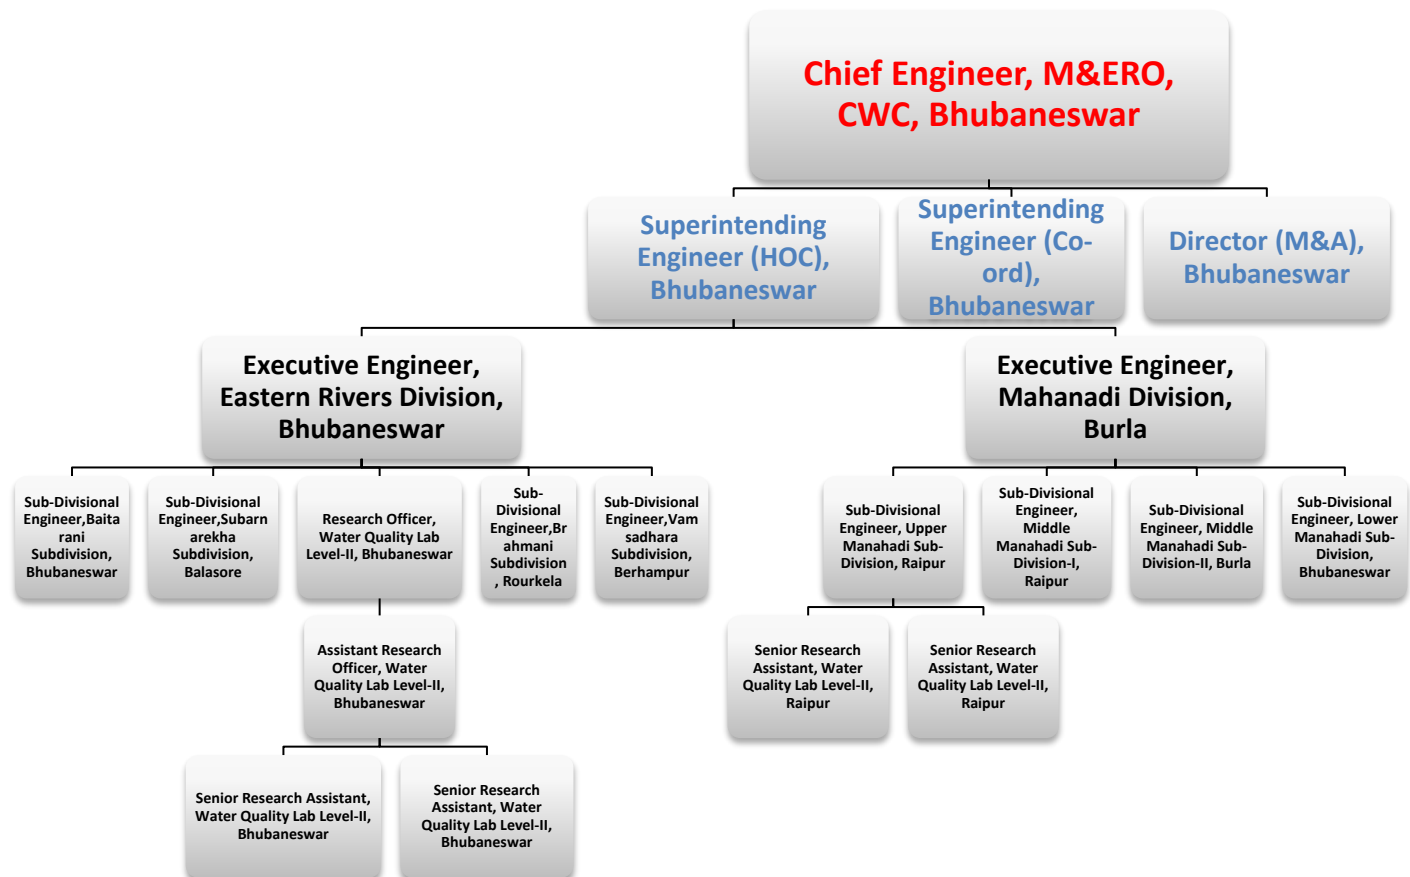 Chief Engineer, M&ERO,
CWC, Bhubaneswar
Superintending
Engineer (HOC),
Bhubaneswar
Superintending
Engineer (Co-
ord),
Bhubaneswar
Director (M&A),
Bhubaneswar
Executive Engineer,
Eastern Rivers Division,
Bhubaneswar
Executive Engineer,
Mahanadi Division,
Burla
Sub-Divisional
Engineer,Baita
rani
Subdivision,
Bhubaneswar
Sub-Divisional
Engineer,Subarn
arekha
Subdivision,
Balasore
Research Officer,
Water Quality Lab
Level-II, Bhubaneswar
Sub-
Divisional
Engineer,Br
ahmani
Subdivision
, Rourkela
Sub-Divisional
Engineer,Vam
sadhara
Subdivision,
Berhampur
Sub-Divisional
Engineer, Upper
Manahadi Sub-
Division, Raipur
Sub-Divisional
Engineer,
Middle
Manahadi Sub-
Division-I,
Raipur
Sub-Divisional
Engineer, Middle
Manahadi Sub-
Division-II, Burla
Sub-Divisional
Engineer, Lower
Manahadi Sub-
Division,
Bhubaneswar
Assistant Research
Officer, Water
Quality Lab Level-II,
Bhubaneswar
Senior Research
Assistant, Water
Quality Lab Level-II,
Raipur
Senior Research
Assistant, Water
Quality Lab Level-II,
Raipur
Senior Research Assistant,
Water Quality Lab Level-II,
Bhubaneswar
Senior Research
Assistant, Water
Quality Lab Level-II,
Bhubaneswar